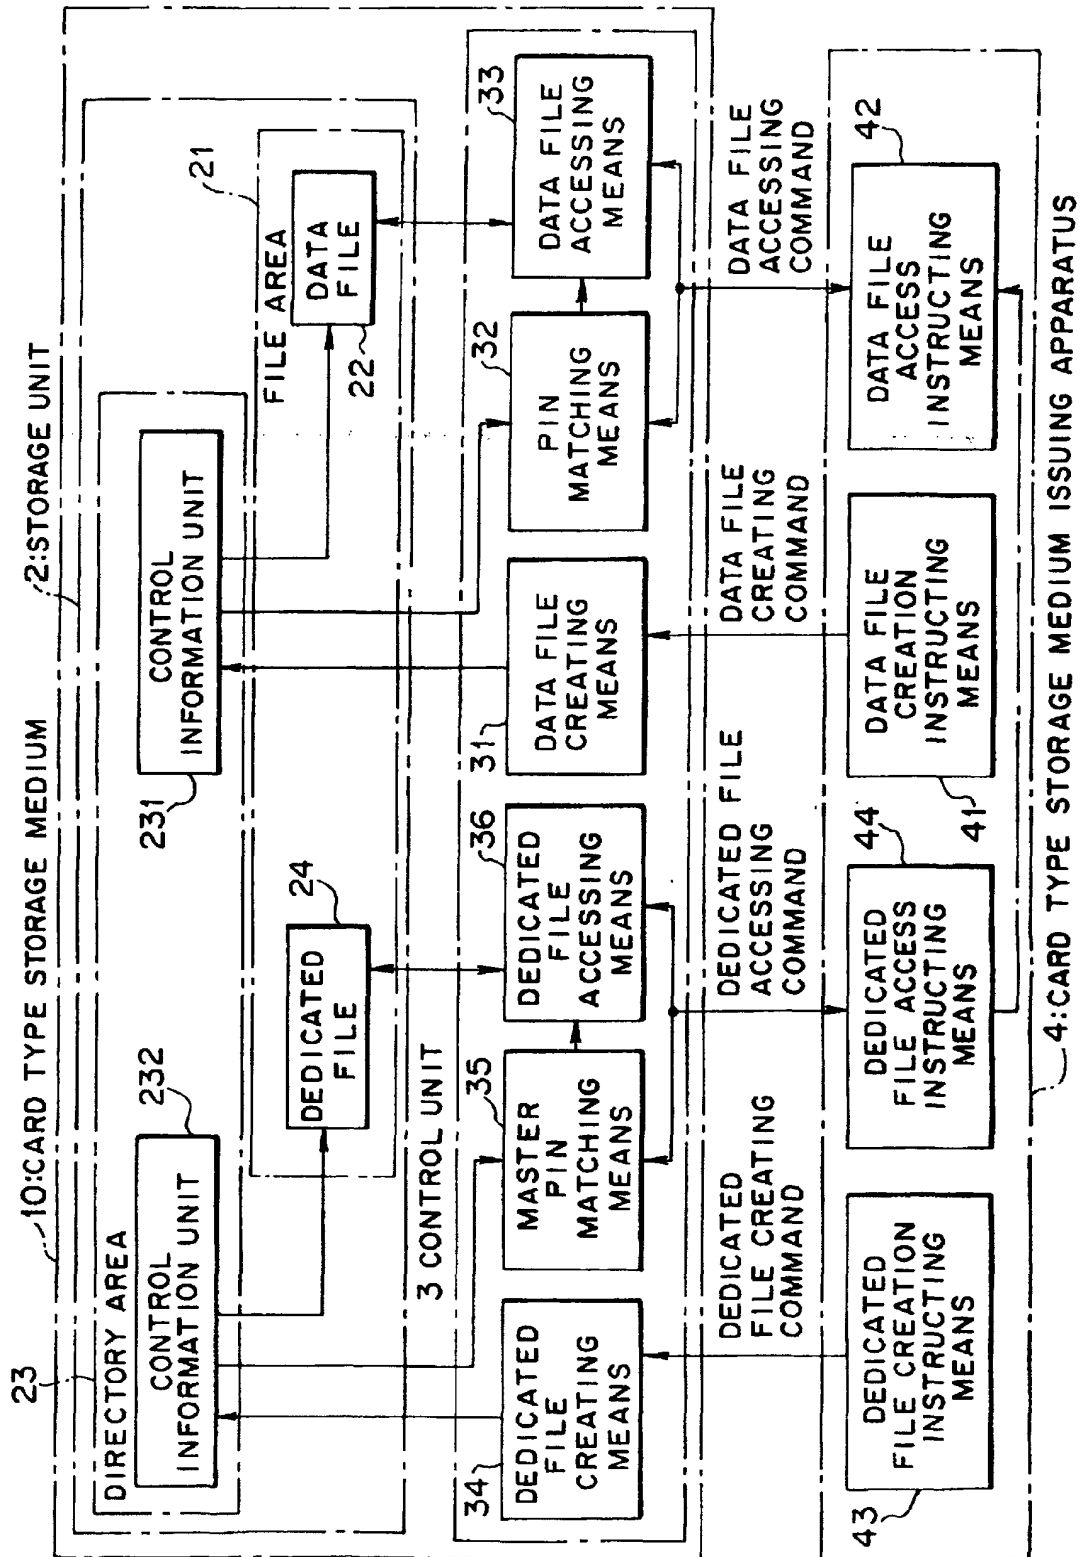 10:CARD TYPE STORAGE MEDIUM
2:STORAGE UNIT
23
DIRECTORY AREA
232
CONTROL
INFORMATION UNIT
231
CONTROL
INFORMATION UNIT
21
FILE AREA
24
DEDICATED
FILE
22
DATA
FILE
3 CONTROL UNIT
34
DEDICATED
FILE
CREATING
MEANS
35
MASTER
PIN
MATCHING
MEANS
36
DEDICATED
FILE
ACCESSING
MEANS
31
DATA FILE
CREATING
MEANS
32
PIN
MATCHING
MEANS
33
DATA FILE
ACCESSING
MEANS
DEDICATED
FILE CREATING
COMMAND
DEDICATED FILE
ACCESSING
COMMAND
DATA FILE
CREATING
COMMAND
DATA FILE
ACCESSING
COMMAND
43
DEDICATED
FILE CREATION
INSTRUCTING
MEANS
44
DEDICATED
FILE ACCESS
INSTRUCTING
MEANS
41
DATA FILE
CREATION
INSTRUCTING
MEANS
42
DATA FILE
ACCESS
INSTRUCTING
MEANS
4:CARD TYPE STORAGE MEDIUM ISSUING APPARATUS